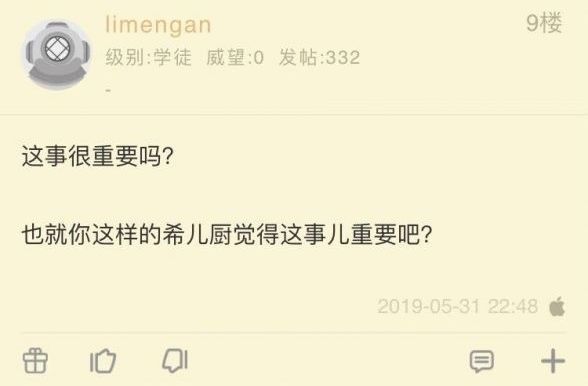 limengan
9楼
级别:学徒 威望:0 发帖:332
-
这事很重要吗?
也就你这样的希儿厨觉得这事儿重要吧?
2019-05-31 22:48